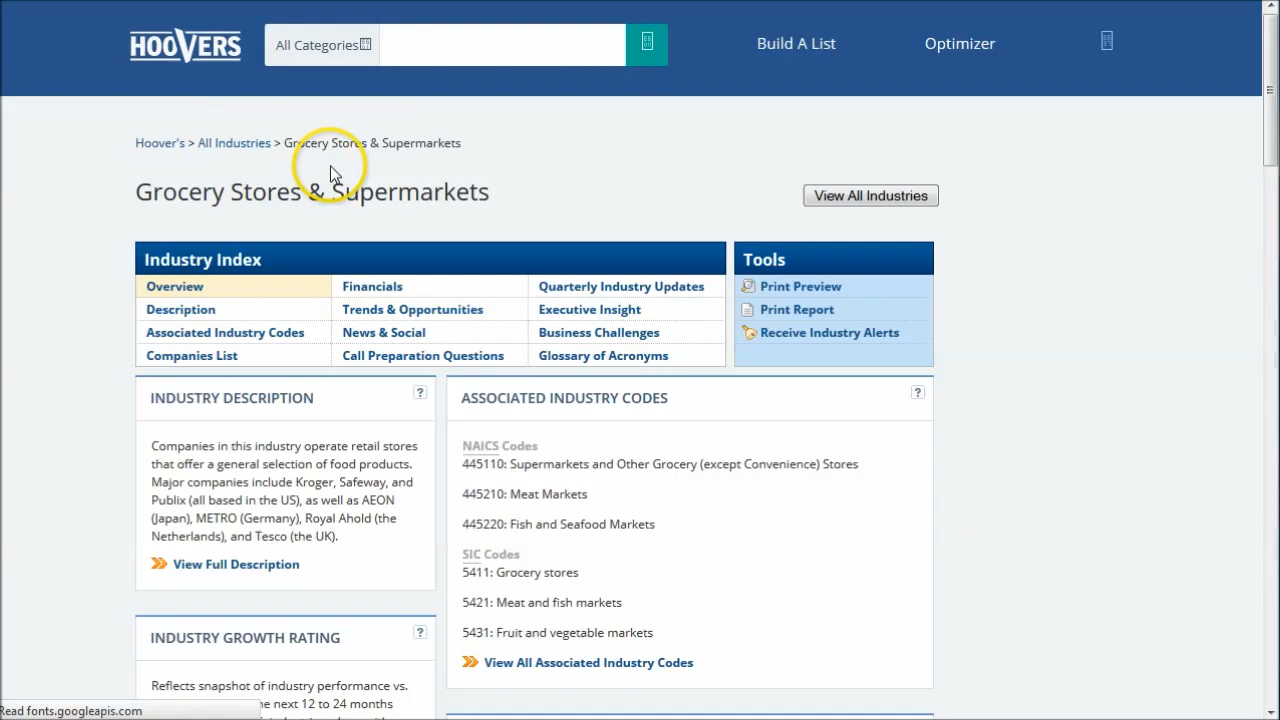 HOOVERS
All Categories
Build A List
Optimizer
Hoover's > All Industries > Grocery Stores & Supermarkets
Grocery Stores & Supermarkets
View All Industries
Industry Index
Overview
Financials
Quarterly Industry Updates
Description
Trends & Opportunities
Executive Insight
Associated Industry Codes
News & Social
Business Challenges
Companies List
Call Preparation Questions
Glossary of Acronyms
Tools
Print Preview
Print Report
Receive Industry Alerts
INDUSTRY DESCRIPTION
?
Companies in this industry operate retail stores
that offer a general selection of food products.
Major companies include Kroger, Safeway, and
Publix (all based in the US), as well as AEON
(Japan), METRO (Germany), Royal Ahold (the
Netherlands), and Tesco (the UK).
View Full Description
ASSOCIATED INDUSTRY CODES
?
NAICS Codes
445110: Supermarkets and Other Grocery (except Convenience) Stores
445210: Meat Markets
445220: Fish and Seafood Markets
SIC Codes
5411: Grocery stores
5421: Meat and fish markets
5431: Fruit and vegetable markets
View All Associated Industry Codes
INDUSTRY GROWTH RATING
?
Reflects snapshot of industry performance vs.
he next 12 to 24 months
Read fonts.googleapis.com